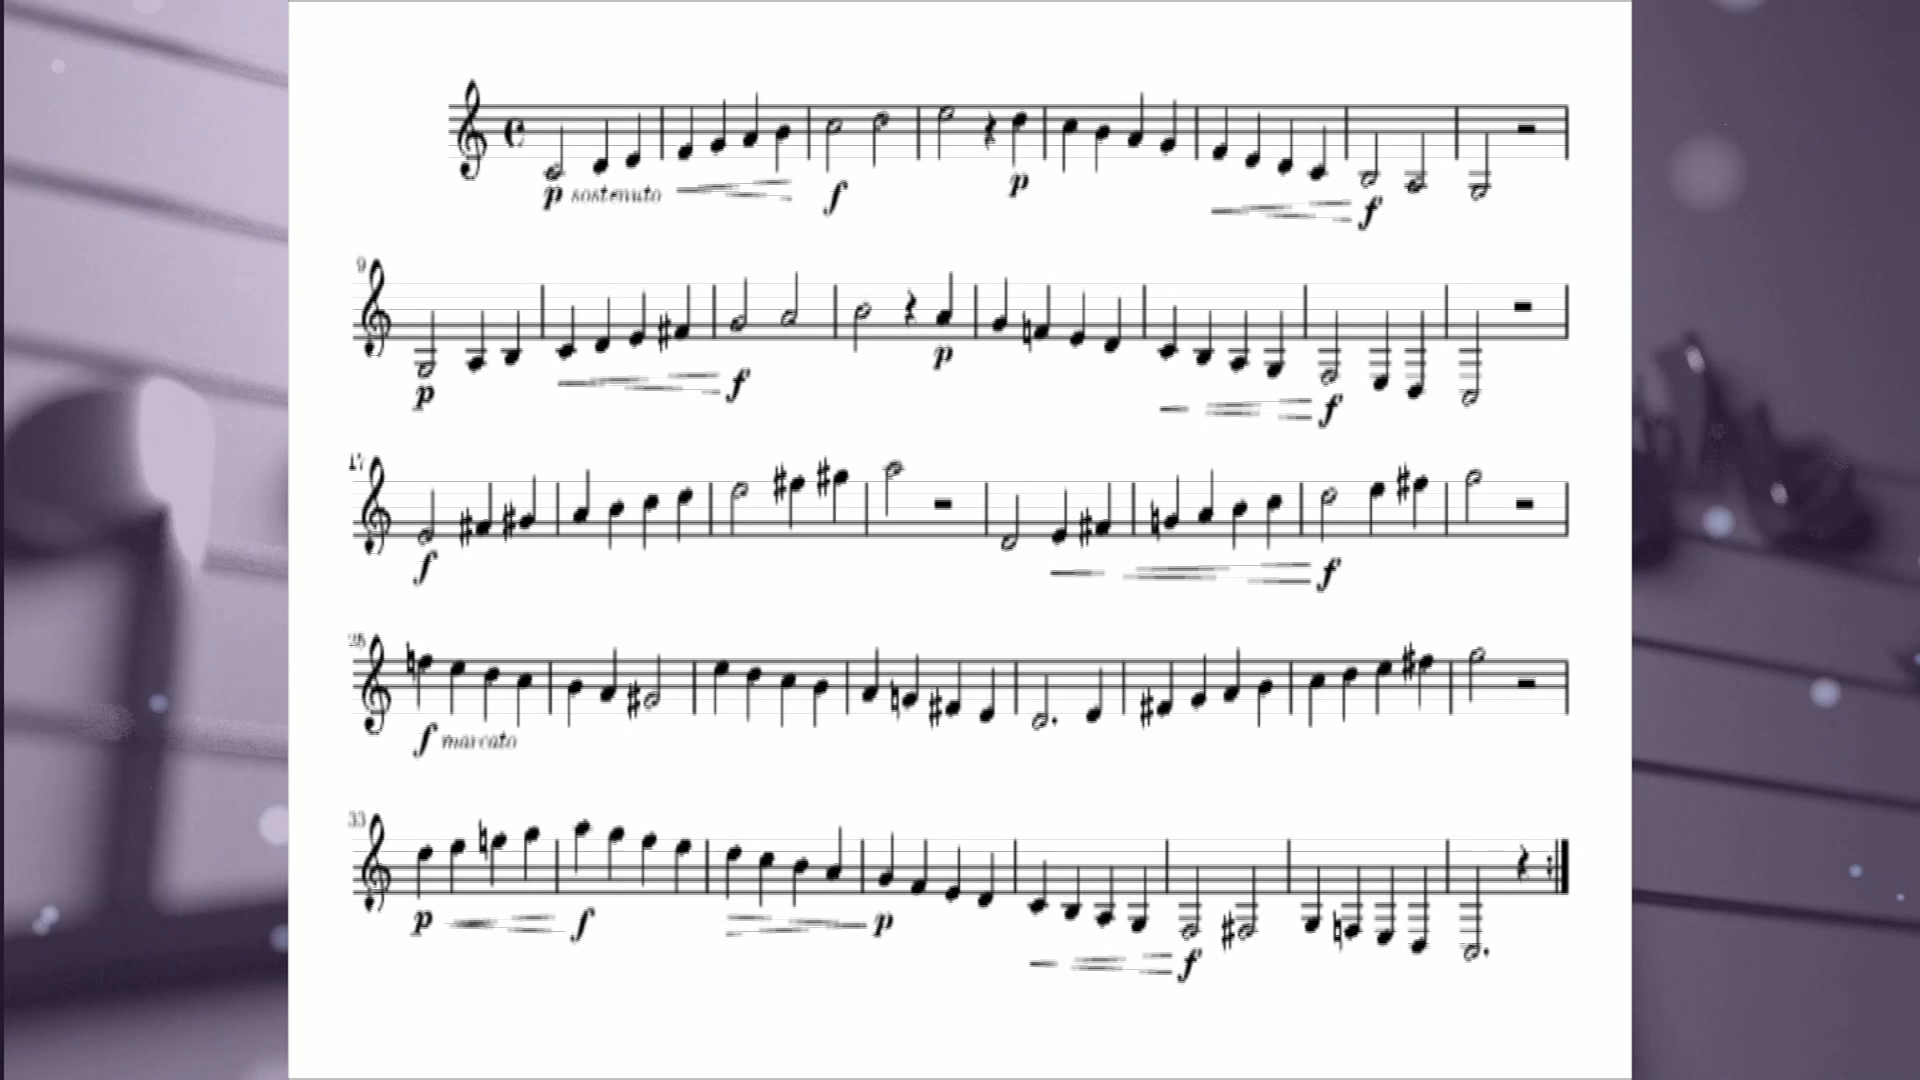 p sostenuto f p f
9
p f p f
17
f f
25
f marcato
33
p f p f